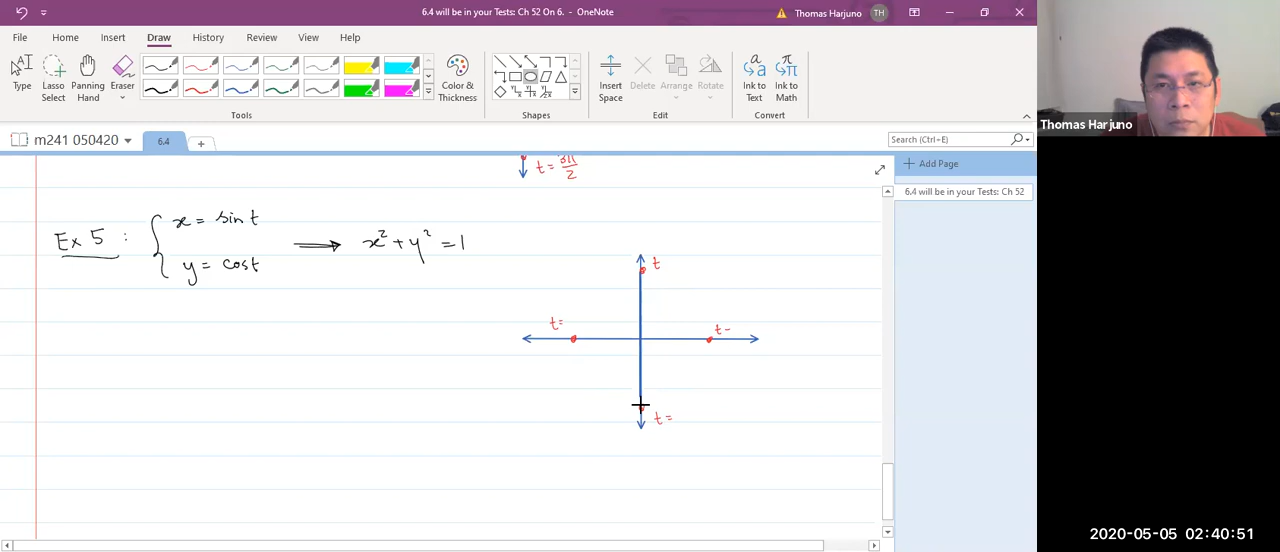 6.4 will be in your Tests: Ch 52 On 6. - OneNote
Thomas Harjuno
TH
File Home Insert Draw History Review View Help
Type
Lasso Select
Panning Hand
Eraser
Color & Thickness
Insert Space
Delete
Arrange
Rotate
Ink to Text
Ink to Math
Tools
Shapes
Edit
Convert
m241 050420
6.4
Search (Ctrl+E)
Add Page
6.4 will be in your Tests: Ch 52
t = 3π/2
Ex 5 :
x = sin t
y = cost
⟶ x² + y² = 1
t
t =
t -
t =
Thomas Harjuno
2020-05-05 02:40:51